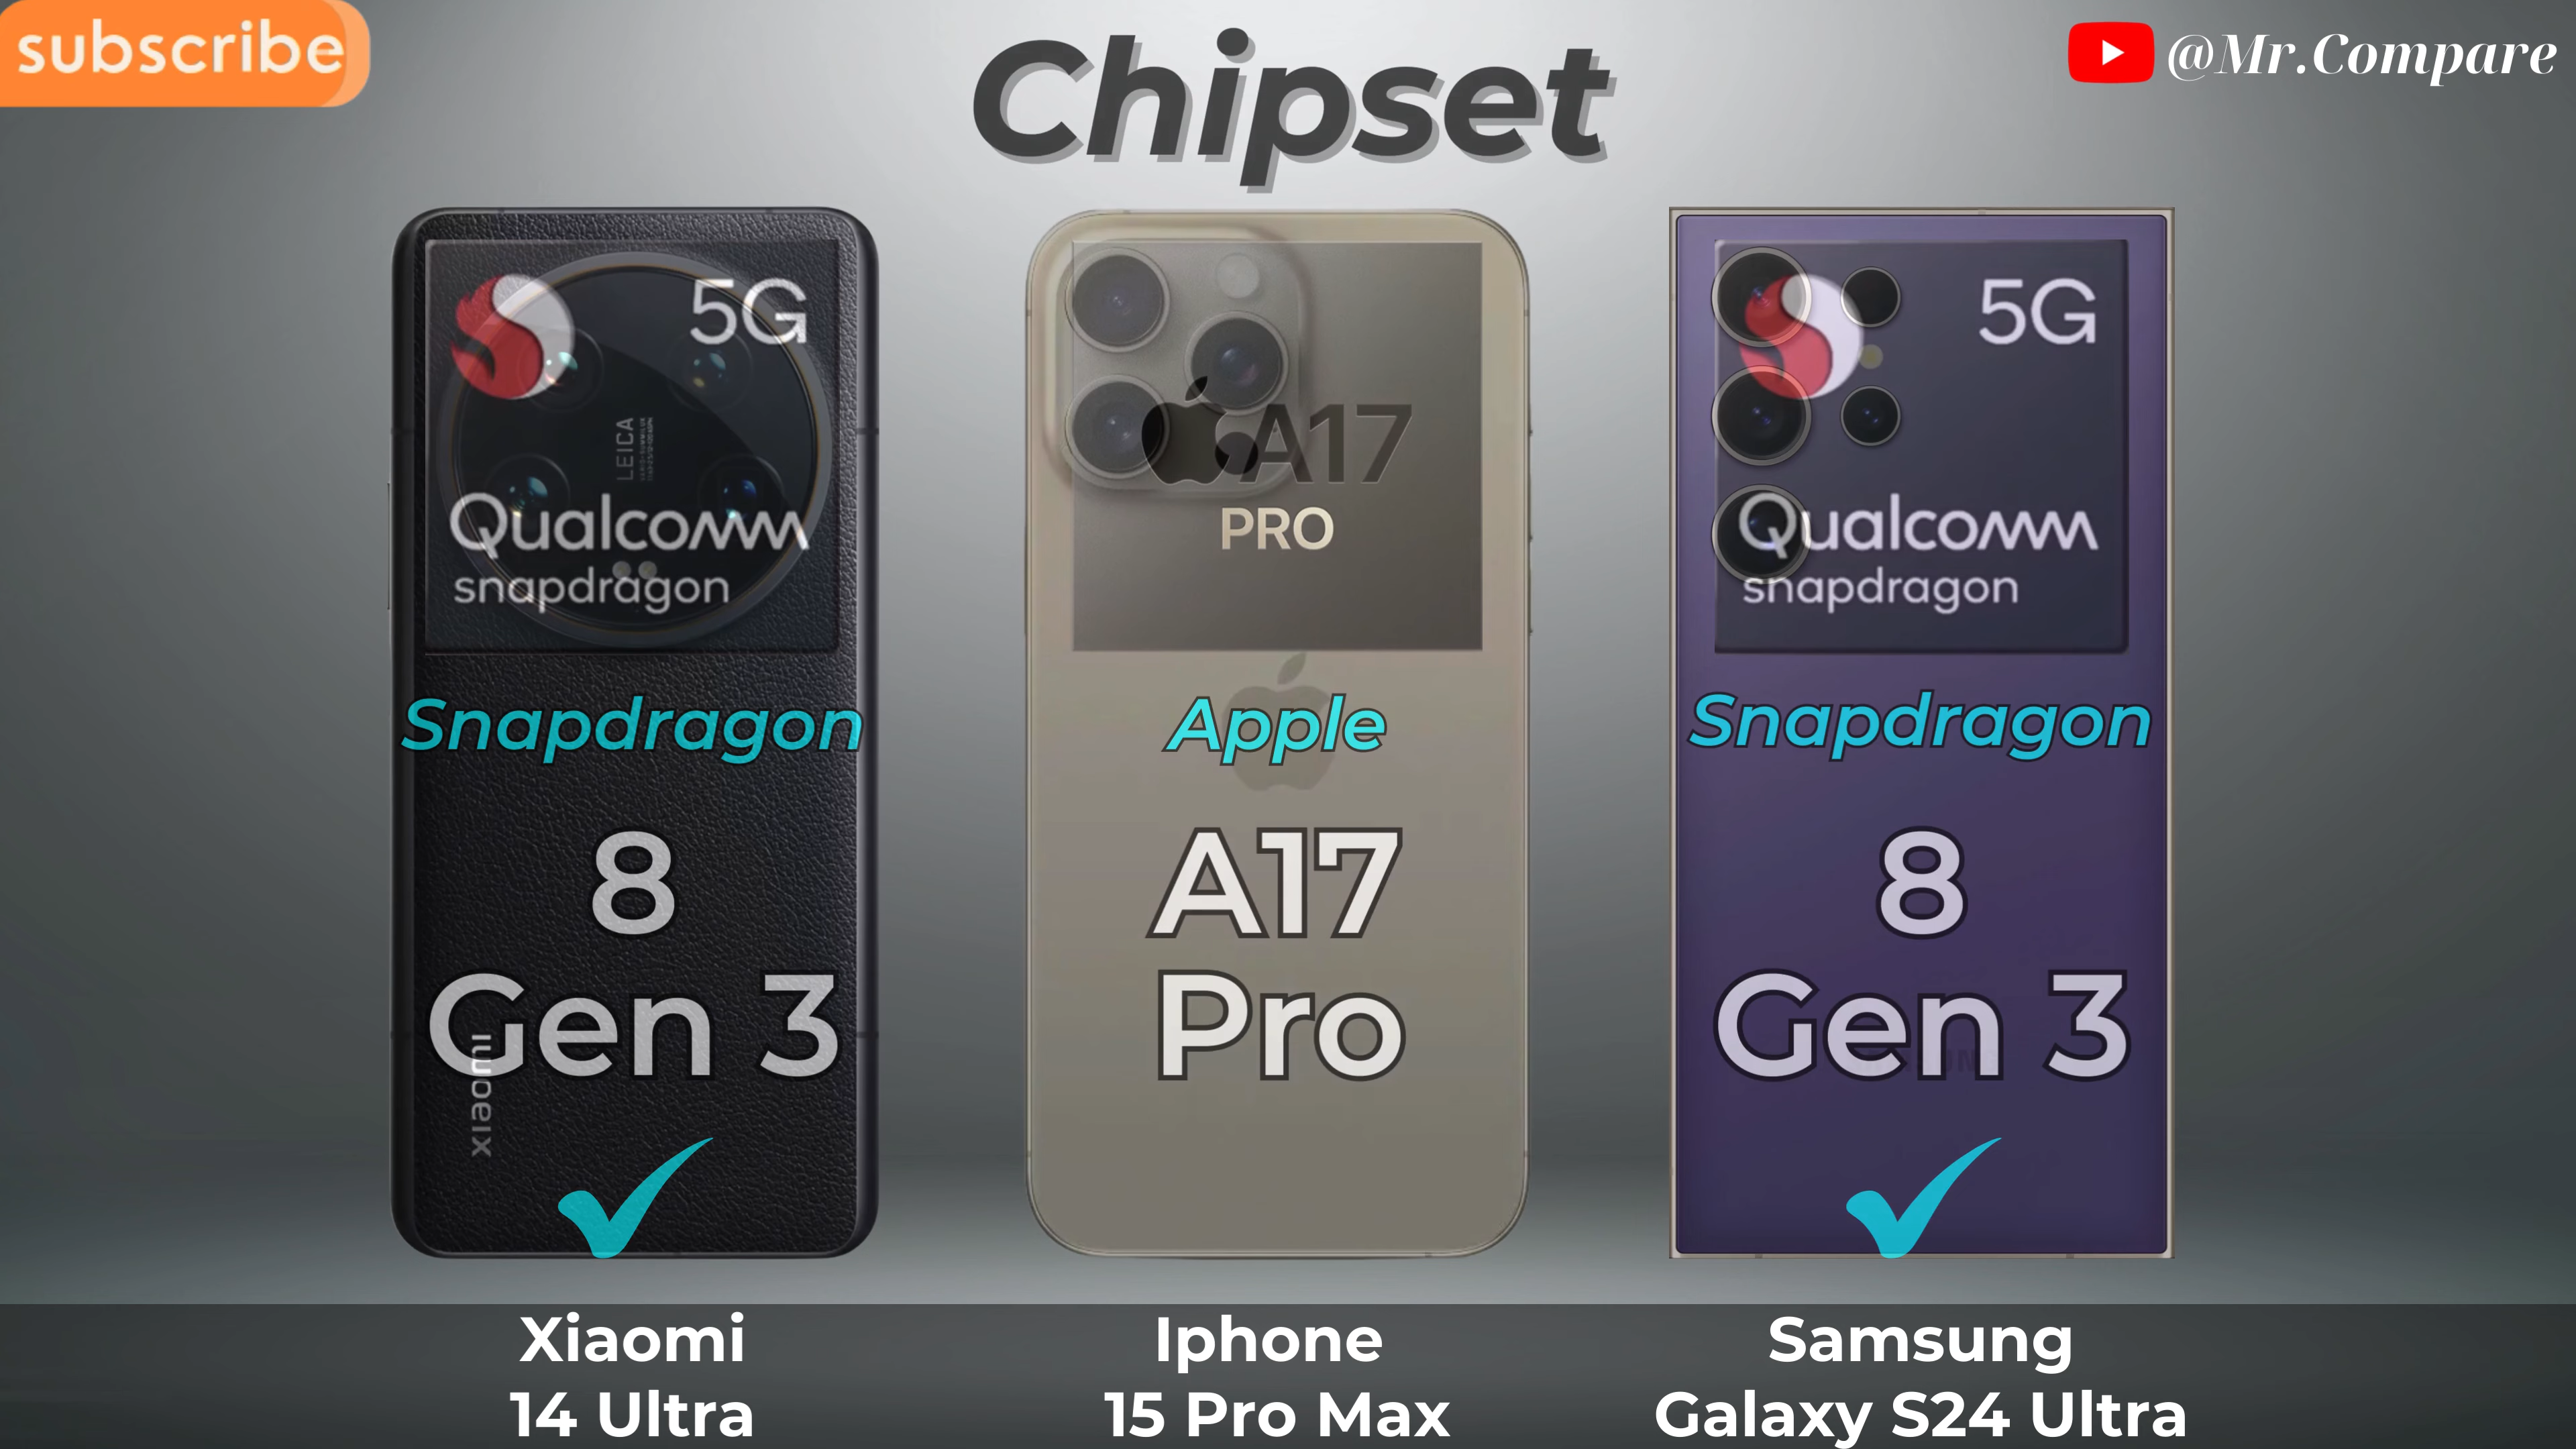 subscribe
Chipset
@Mr.Compare
5G
LEICA
Qualcomm
snapdragon
Snapdragon
8
Gen 3
xiaomi
A17
PRO
Apple
A17
Pro
5G
Qualcomm
snapdragon
Snapdragon
8
Gen 3
Xiaomi
14 Ultra
Iphone
15 Pro Max
Samsung
Galaxy S24 Ultra